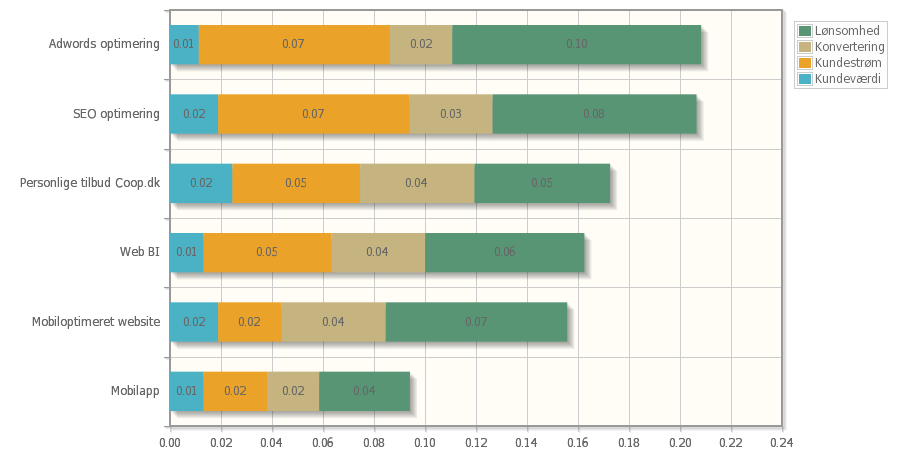 Adwords optimering 0.01 0.07 0.02 0.10
SEO optimering 0.02 0.07 0.03 0.08
Personlige tilbud Coop.dk 0.02 0.05 0.04 0.05
Web BI 0.01 0.05 0.04 0.06
Mobiloptimeret website 0.02 0.02 0.04 0.07
Mobilapp 0.01 0.02 0.02 0.04
0.00 0.02 0.04 0.06 0.08 0.10 0.12 0.14 0.16 0.18 0.20 0.22 0.24
Lønsomhed
Konvertering
Kundestrøm
Kundeværdi